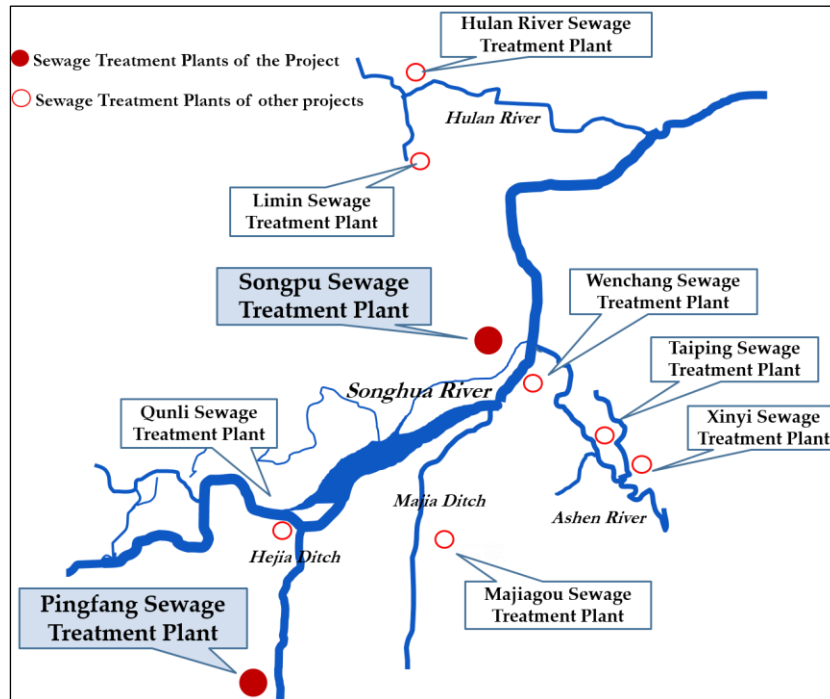 Hulan River Sewage
Treatment Plant
Sewage Treatment Plants of the Project
Sewage Treatment Plants of other projects
Hulan River
Limin Sewage
Treatment Plant
Songpu Sewage
Treatment Plant
Wenchang Sewage
Treatment Plant
Taiping Sewage
Treatment Plant
Songhua River
Qunli Sewage
Treatment Plant
Xinyi Sewage
Treatment Plant
Majia Ditch
Ashen River
Hejia Ditch
Pingfang Sewage
Treatment Plant
Majiagou Sewage
Treatment Plant